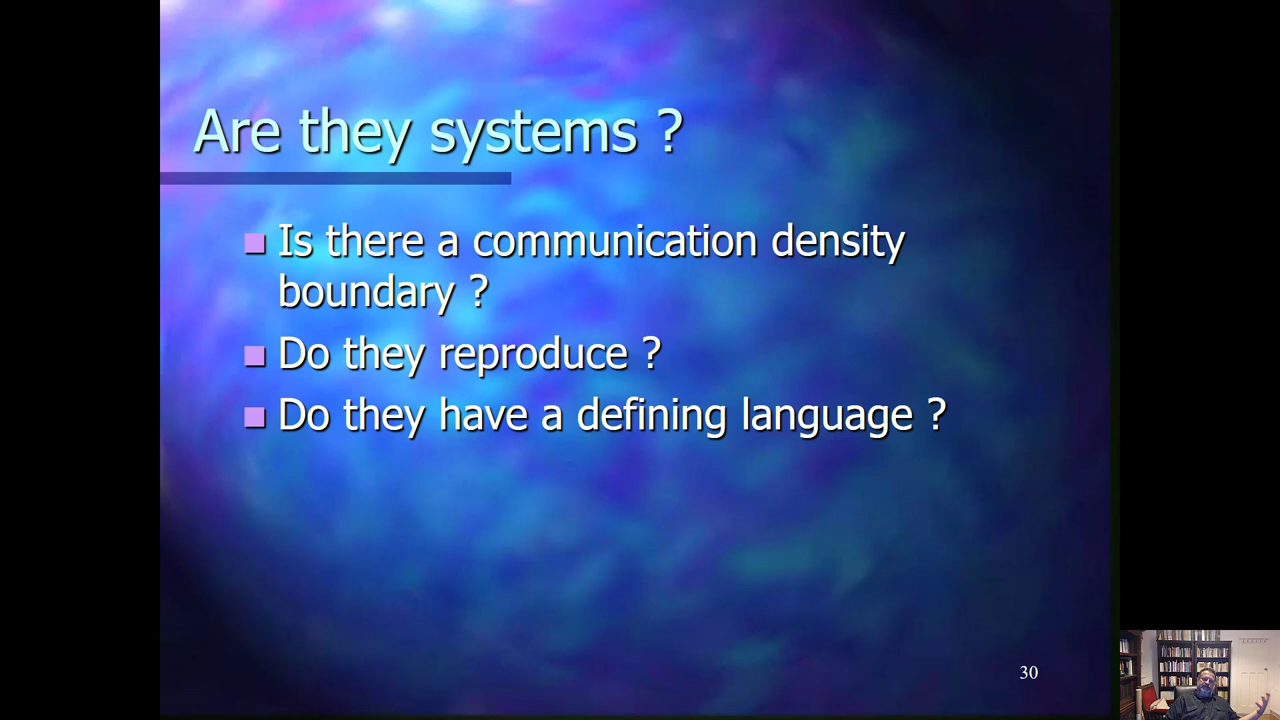 Are they systems ?
Is there a communication density
boundary ?
Do they reproduce ?
Do they have a defining language ?
30